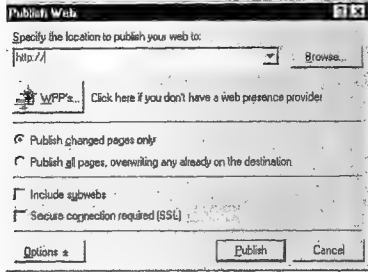 Publish Web
Specify the location to publish your web to:
http://
Browse...
WPP's... Click here if you don't have a web presence provider
Publish changed pages only
Publish all pages, overwriting any already on the destination
Include subwebs
Secure connection required (SSL)
Options
Publish Cancel